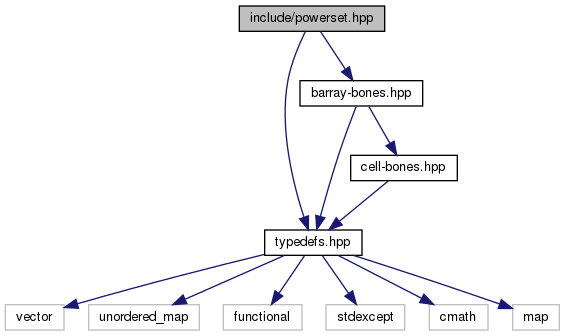 include/powerset.hpp
barray-bones.hpp
cell-bones.hpp
typedefs.hpp
vector
unordered_map
functional
stdexcept
cmath
map